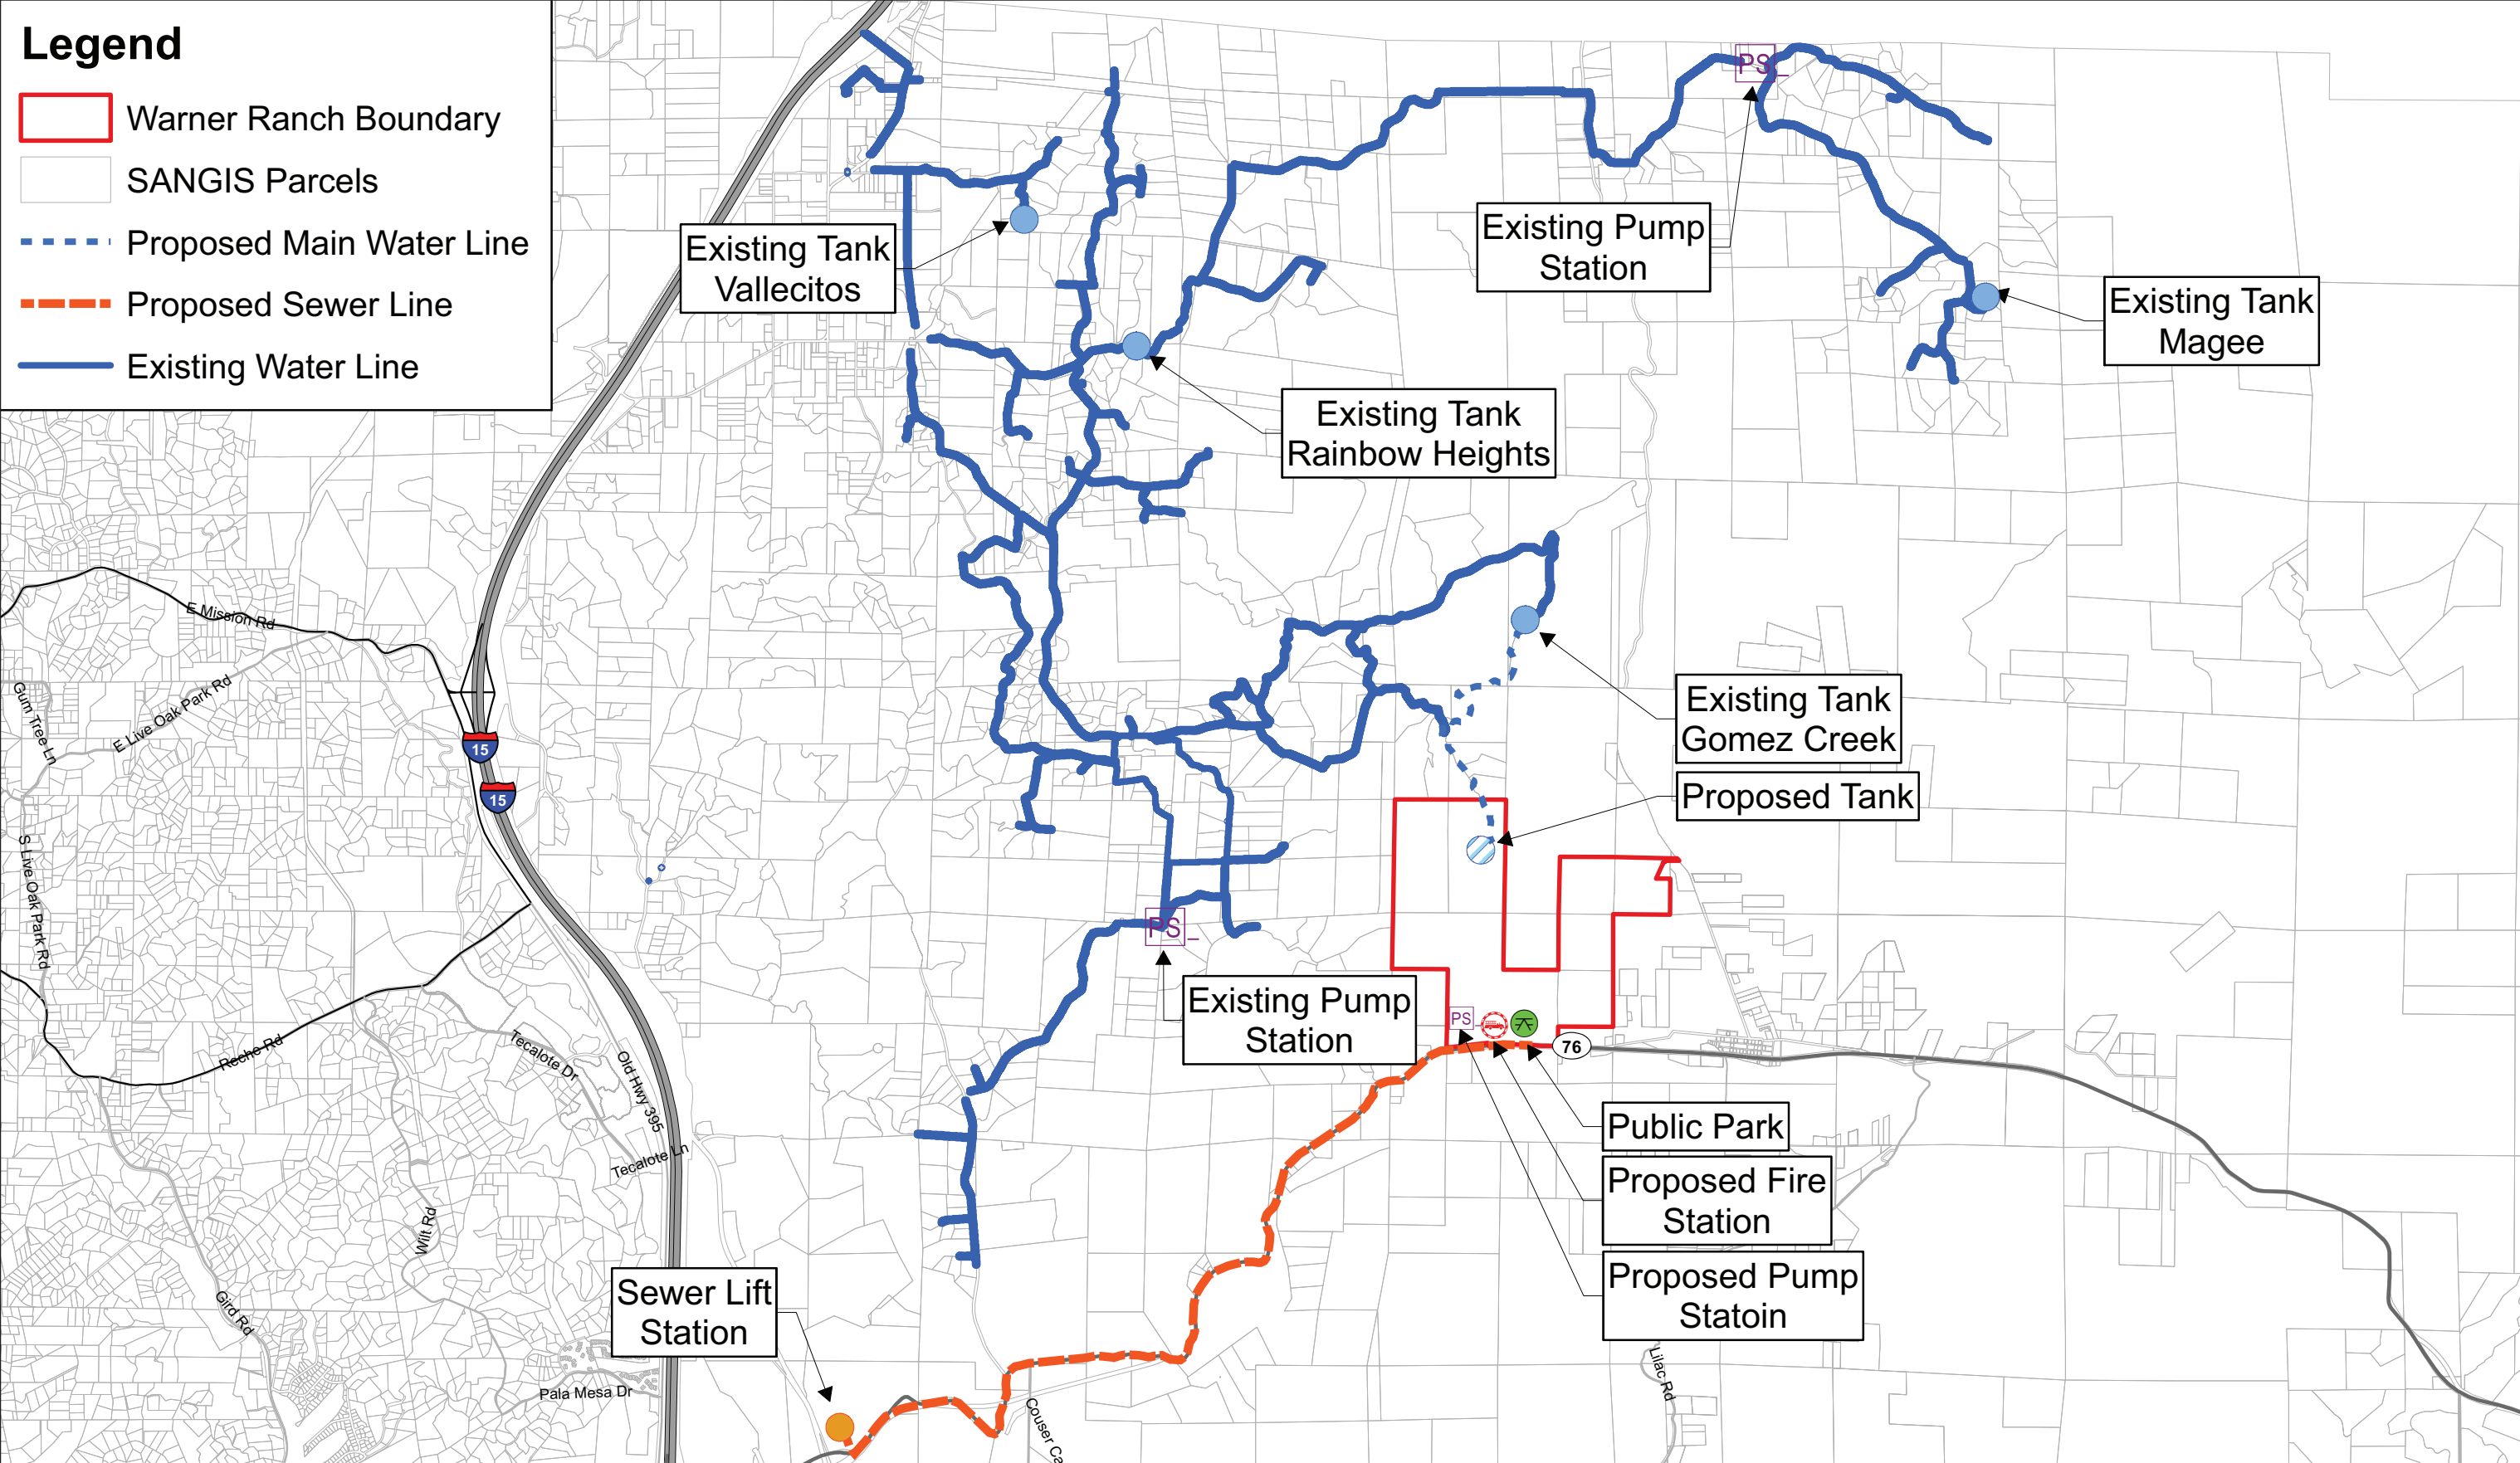 Legend
Warner Ranch Boundary
SANGIS Parcels
Proposed Main Water Line
Proposed Sewer Line
Existing Water Line
PS_
Existing Tank
Vallecitos
Existing Pump
Station
Existing Tank
Magee
Existing Tank
Rainbow Heights
E Mission Rd
Gum Tree Ln
E Live Oak Park Rd
15
15
Existing Tank
Gomez Creek
Proposed Tank
S Live Oak Park Rd
PS_
Existing Pump
Station
PS
76
Reche Rd
Tecalote Dr
Old Hwy 395
Tecalote Ln
Public Park
Proposed Fire
Station
Proposed Pump
Statoin
Wilt Rd
Gird Rd
Sewer Lift
Station
Pala Mesa Dr
Couser Ca
Lilac Rd